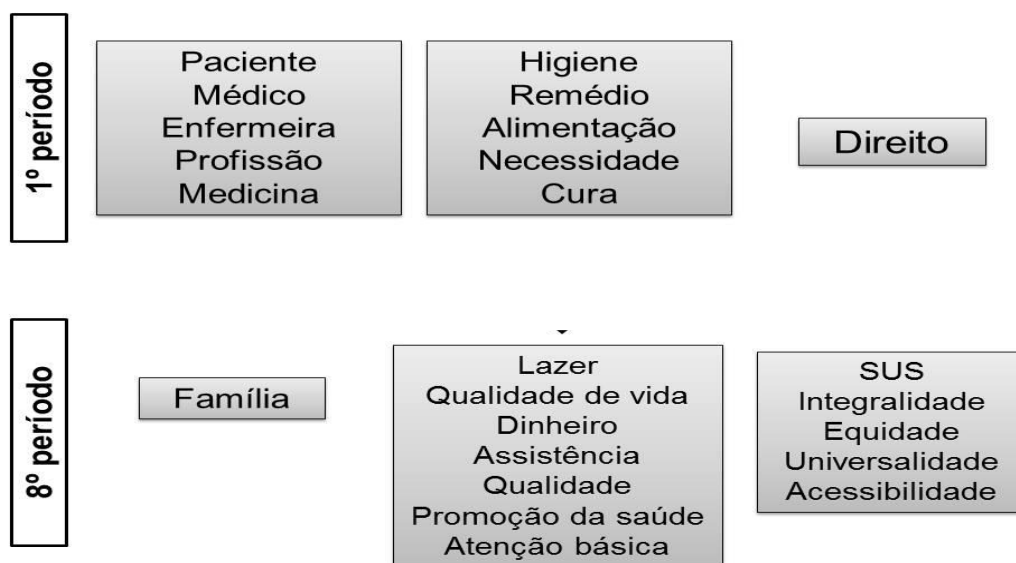 1º período
Paciente
Médico
Enfermeira
Profissão
Medicina
Higiene
Remédio
Alimentação
Necessidade
Cura
Direito
8º período
Família
Lazer
Qualidade de vida
Dinheiro
Assistência
Qualidade
Promoção da saúde
Atenção básica
SUS
Integralidade
Equidade
Universalidade
Acessibilidade